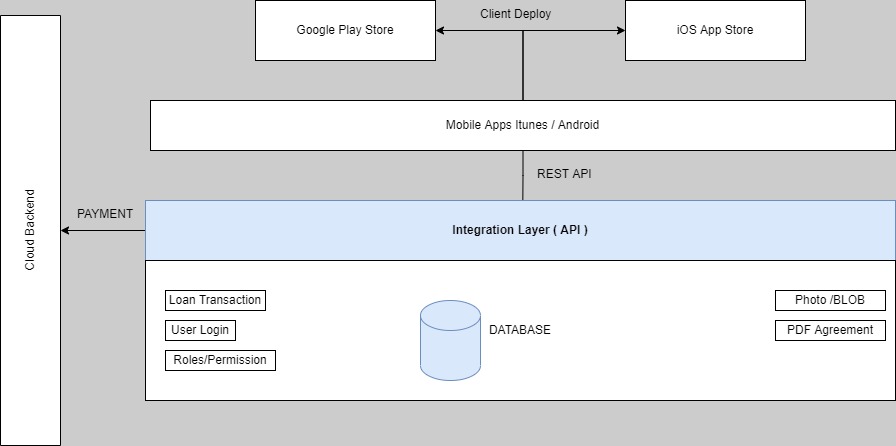 Client Deploy
Google Play Store
iOS App Store
Mobile Apps Itunes / Android
REST API
Cloud Backend
PAYMENT
Integration Layer ( API )
Loan Transaction
User Login
Roles/Permission
DATABASE
Photo /BLOB
PDF Agreement